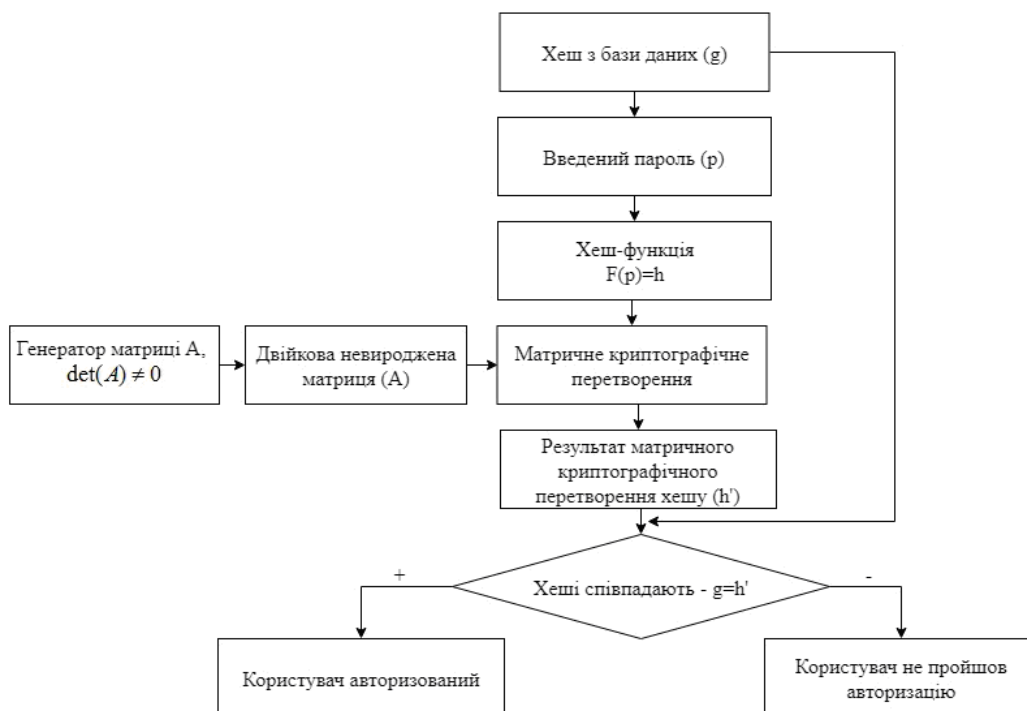 Хеш з бази даних (g)
Введений пароль (p)
Хеш-функція
F(p)=h
Генератор матриці А,
det(A) ≠ 0
Двійкова невироджена
матриця (А)
Матричне криптографічне
перетворення
Результат матричного
криптографічного
перетворення хешу (h')
Хеші співпадають - g=h'
+
-
Користувач авторизований
Користувач не пройшов
авторизацію